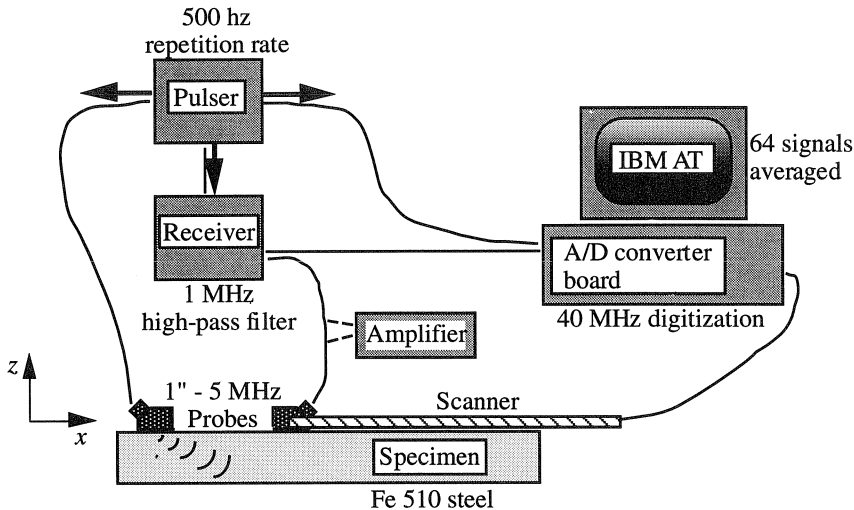 500 hz
repetition rate
Pulser
IBM AT
64 signals
averaged
Receiver
A/D converter
board
1 MHz
high-pass filter
40 MHz digitization
Amplifier
z
x
1" - 5 MHz
Probes
Scanner
Specimen
Fe 510 steel